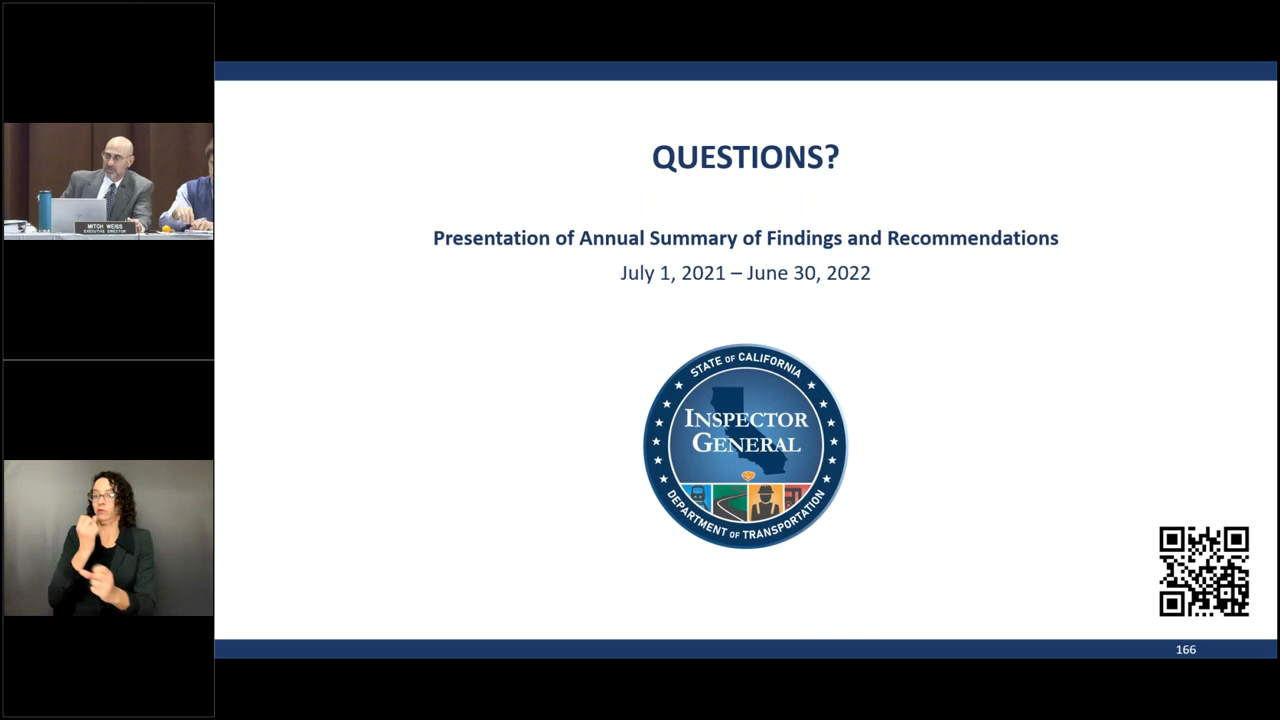 MITCH WEISS
EXECUTIVE DIRECTOR
QUESTIONS?
Presentation of Annual Summary of Findings and Recommendations
July 1, 2021 – June 30, 2022
STATE OF CALIFORNIA
INSPECTOR
GENERAL
DEPARTMENT OF TRANSPORTATION
166